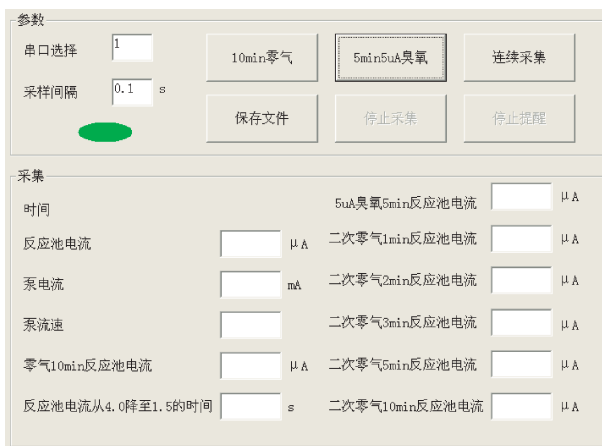 参数
串口选择 1 10min零气 5min5uA臭氧 连续采集
采样间隔 0.1 s
保存文件 停止采集 停止提醒
采集
时间 5uA臭氧5min反应池电流 μA
反应池电流 μA 二次零气1min反应池电流 μA
泵电流 mA 二次零气2min反应池电流 μA
泵流速 二次零气3min反应池电流 μA
零气10min反应池电流 μA 二次零气5min反应池电流 μA
反应池电流从4.0降至1.5的时间 s 二次零气10min反应池电流 μA